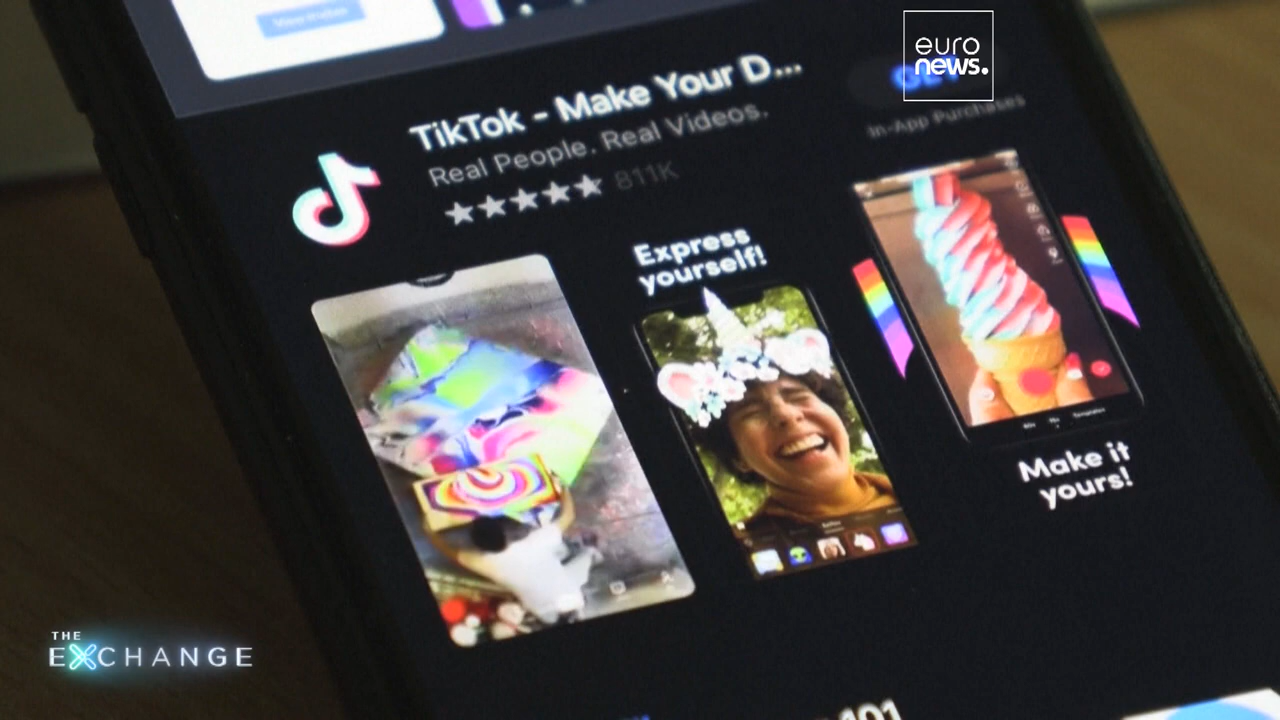 euro
news.
TikTok - Make Your D...
Real People. Real Videos.
811K
In-App Purchases
Express
yourself!
Make it
yours!
THE
EXCHANGE
101